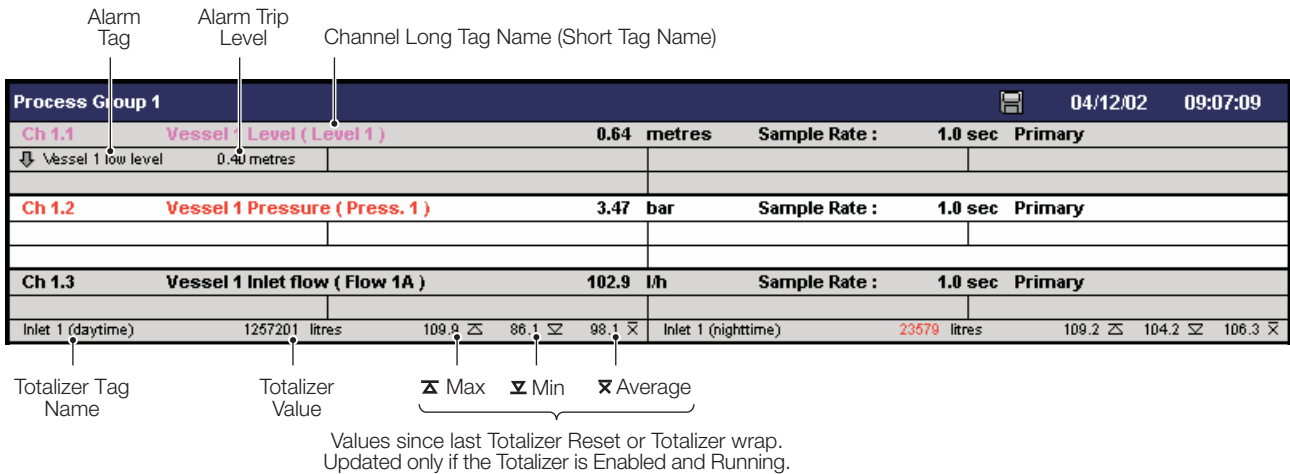 Alarm Tag
Alarm Trip Level
Channel Long Tag Name (Short Tag Name)
Process Group 1 04/12/02 09:07:09
Ch 1.1 Vessel 1 Level ( Level 1 ) 0.64 metres Sample Rate : 1.0 sec Primary
Vessel 1 low level 0.40 metres
Ch 1.2 Vessel 1 Pressure ( Press. 1 ) 3.47 bar Sample Rate : 1.0 sec Primary
Ch 1.3 Vessel 1 Inlet flow ( Flow 1A ) 102.9 l/h Sample Rate : 1.0 sec Primary
Inlet 1 (daytime) 1257201 litres 109.9 86.1 98.1 X̄ Inlet 1 (nighttime) 23579 litres 109.2 104.2 106.3 X̄
Totalizer Tag Name
Totalizer Value
Max Min X̄ Average
Values since last Totalizer Reset or Totalizer wrap.
Updated only if the Totalizer is Enabled and Running.